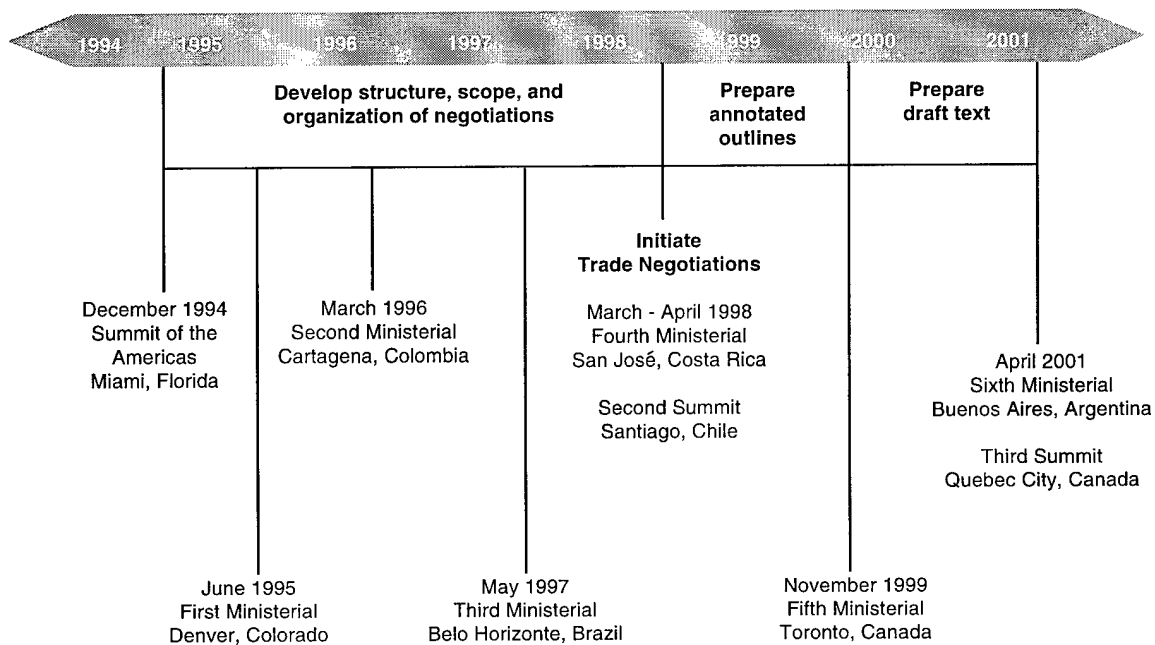 1994 1995 1996 1997 1998 1999 2000 2001
Develop structure, scope, and
organization of negotiations
Prepare
annotated
outlines
Prepare
draft text
December 1994
Summit of the
Americas
Miami, Florida
June 1995
First Ministerial
Denver, Colorado
March 1996
Second Ministerial
Cartagena, Colombia
May 1997
Third Ministerial
Belo Horizonte, Brazil
Initiate
Trade Negotiations
March - April 1998
Fourth Ministerial
San José, Costa Rica
Second Summit
Santiago, Chile
November 1999
Fifth Ministerial
Toronto, Canada
April 2001
Sixth Ministerial
Buenos Aires, Argentina
Third Summit
Quebec City, Canada